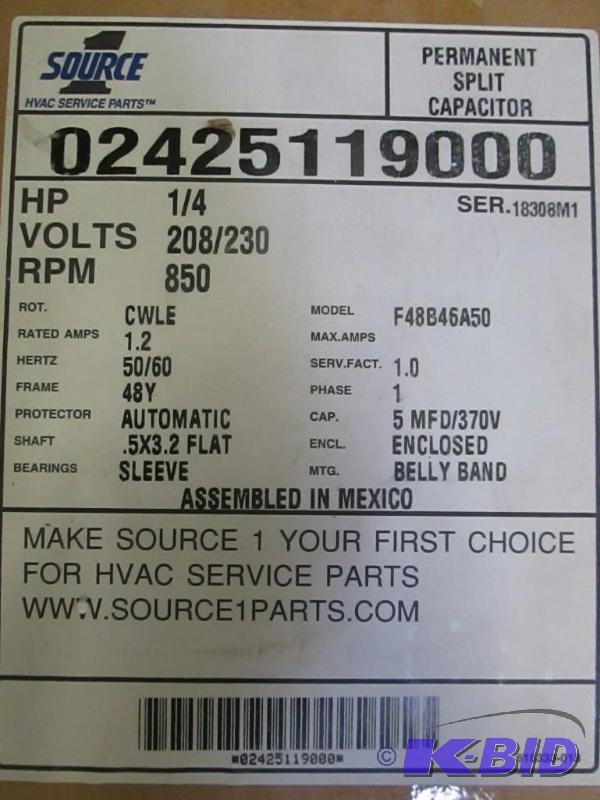 1
SOURCE
HVAC SERVICE PARTS™
PERMANENT
SPLIT
CAPACITOR
02425119000
HP 1/4 SER. 18308M1
VOLTS 208/230
RPM 850
ROT. CWLE MODEL F48B46A50
RATED AMPS 1.2 MAX.AMPS
HERTZ 50/60 SERV.FACT. 1.0
FRAME 48Y PHASE 1
PROTECTOR AUTOMATIC CAP. 5 MFD/370V
SHAFT .5X3.2 FLAT ENCL. ENCLOSED
BEARINGS SLEEVE MTG. BELLY BAND
ASSEMBLED IN MEXICO
MAKE SOURCE 1 YOUR FIRST CHOICE
FOR HVAC SERVICE PARTS
WWW.SOURCE1PARTS.COM
*02425119000*
© K-BID